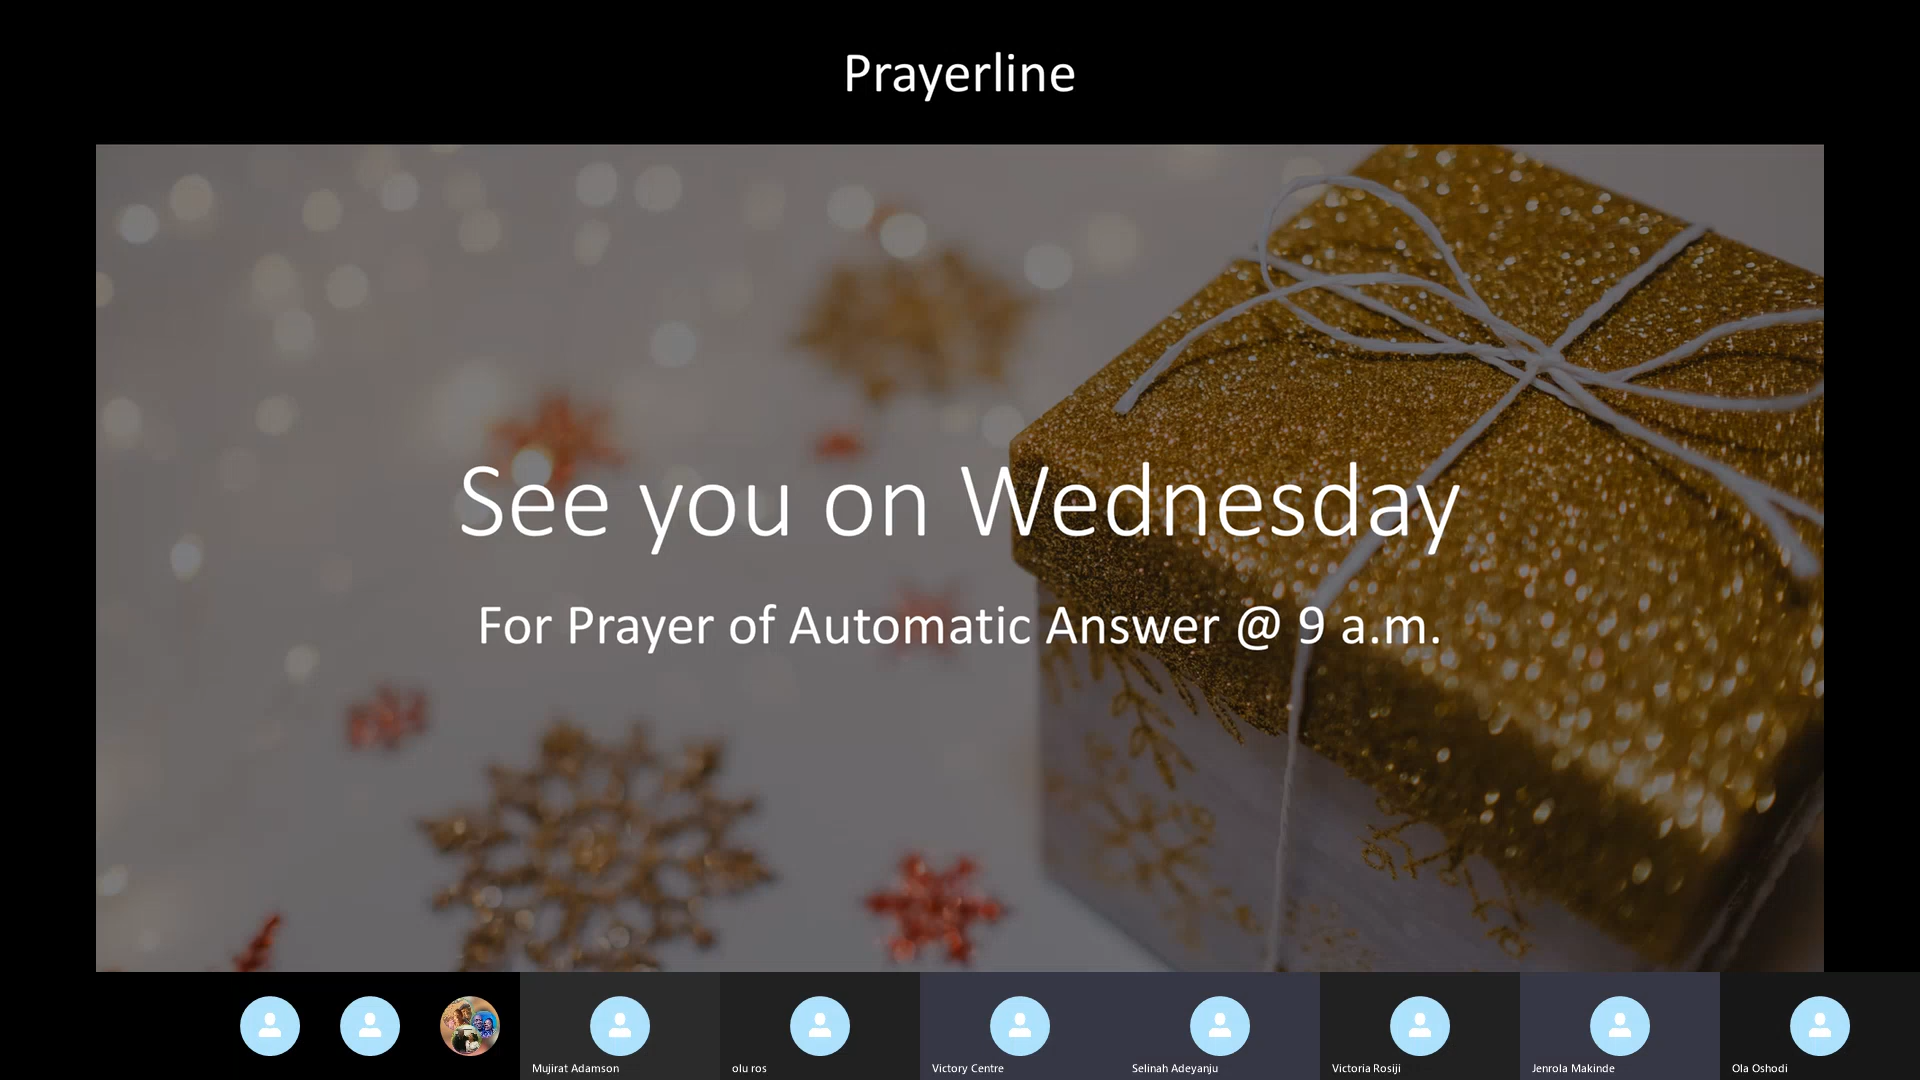 Prayerline
See you on Wednesday
For Prayer of Automatic Answer @ 9 a.m.
Mujirat Adamson
olu ros
Victory Centre
Selinah Adeyanju
Victoria Rosiji
Jenrola Makinde
Ola Oshodi